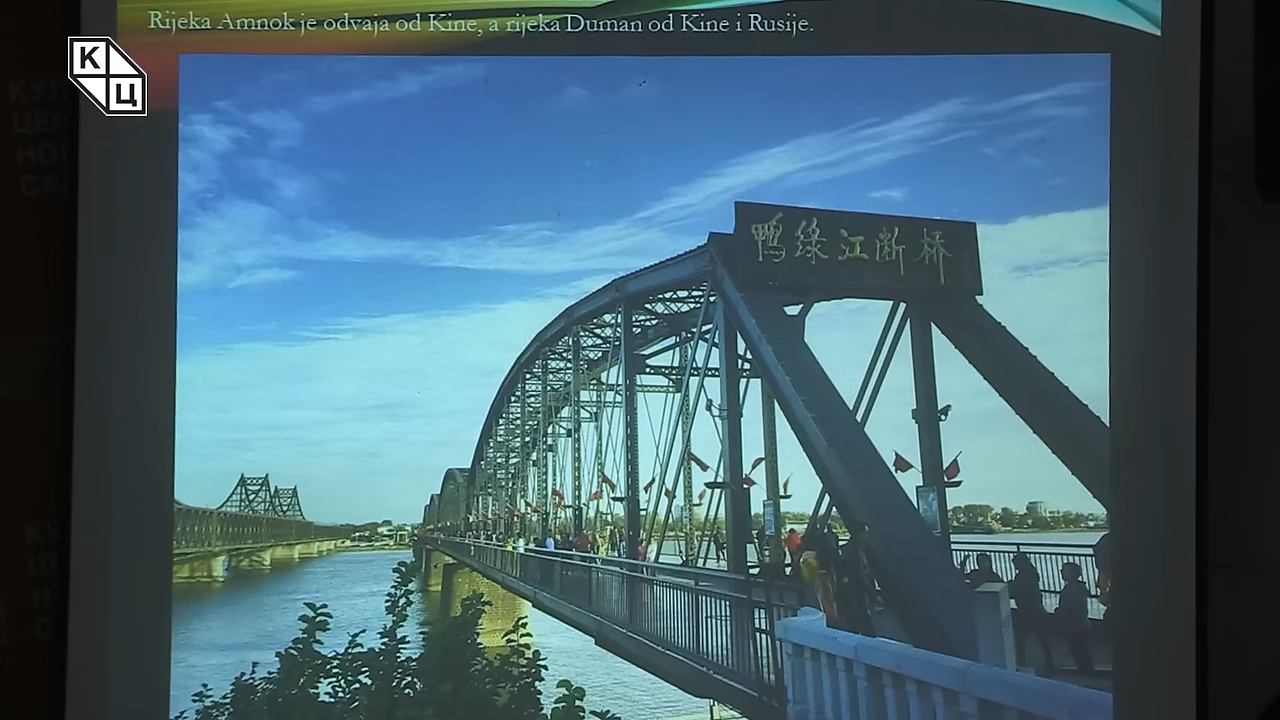 Rijeka Amnok je odvaja od Kine, a rijeka Duman od Kine i Rusije.
К
Ц
鸭绿江断桥